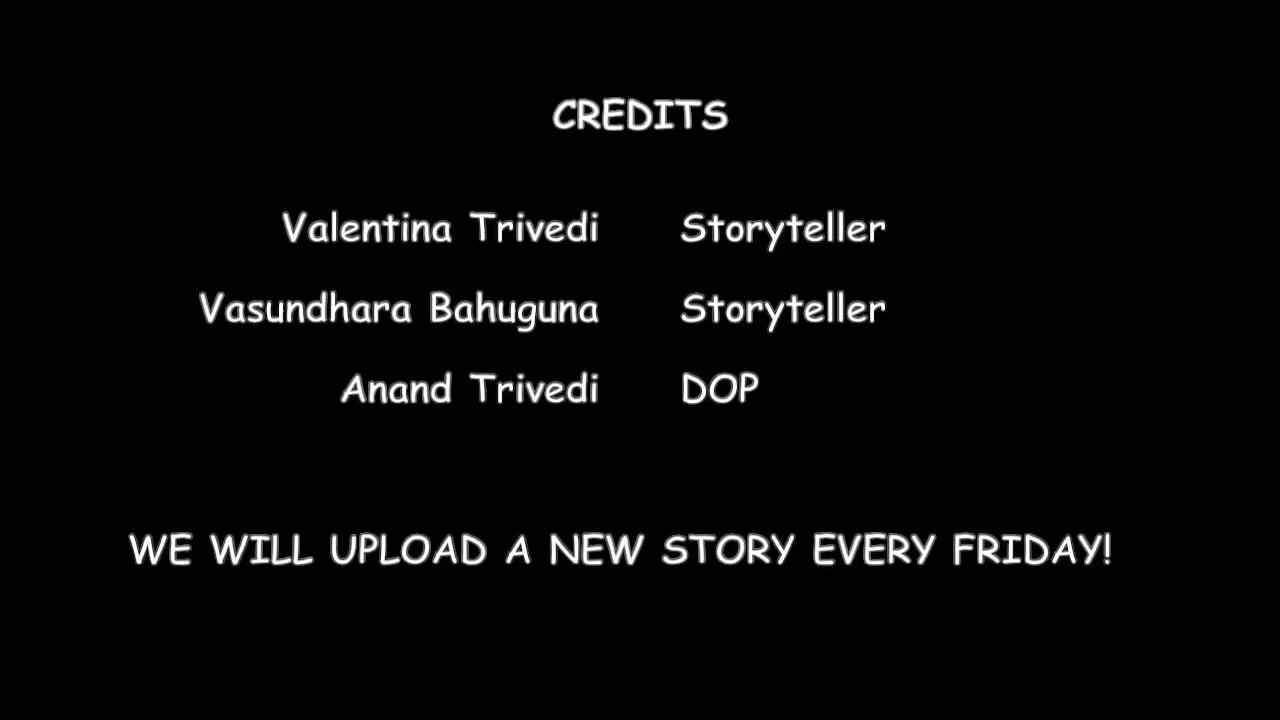 CREDITS
Valentina Trivedi Storyteller
Vasundhara Bahuguna Storyteller
Anand Trivedi DOP
WE WILL UPLOAD A NEW STORY EVERY FRIDAY!